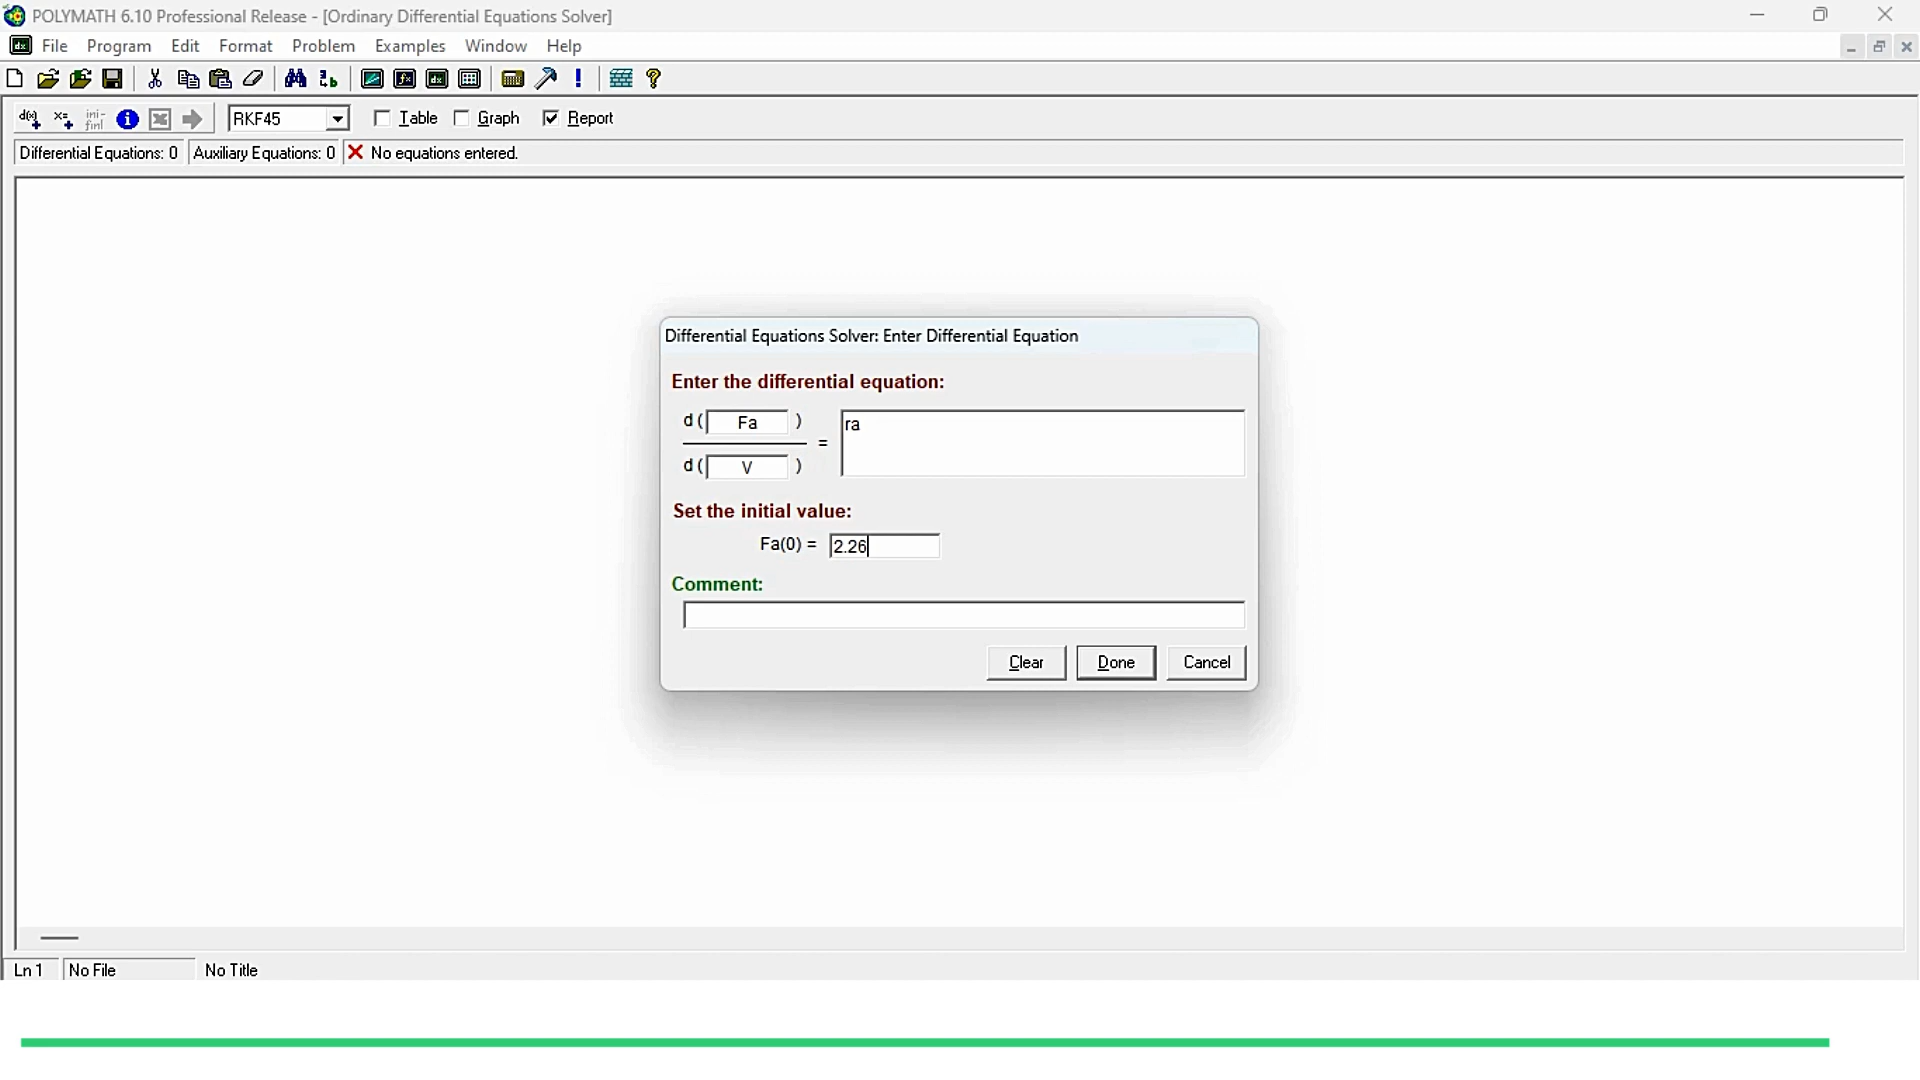 POLYMATH 6.10 Professional Release - [Ordinary Differential Equations Solver]
File Program Edit Format Problem Examples Window Help
d(x) x= ini- finl RKF45 Table Graph Report
Differential Equations: 0 Auxiliary Equations: 0 No equations entered.
Differential Equations Solver: Enter Differential Equation
Enter the differential equation:
d ( Fa ) ra
=
d ( V )
Set the initial value:
Fa(0) = 2.26
Comment:
Clear Done Cancel
Ln 1 No File No Title